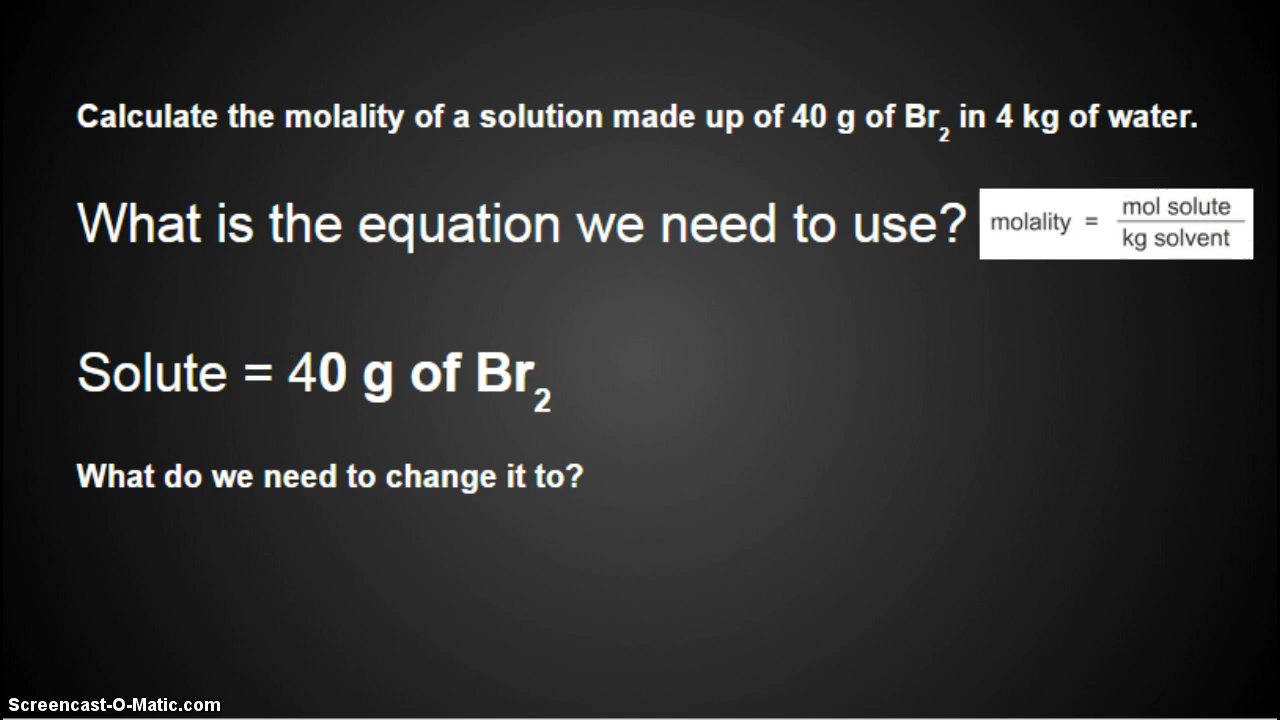 Calculate the molality of a solution made up of 40 g of Br₂ in 4 kg of water.
What is the equation we need to use?
molality = mol solute
kg solvent
Solute = 40 g of Br₂
What do we need to change it to?
Screencast-O-Matic.com